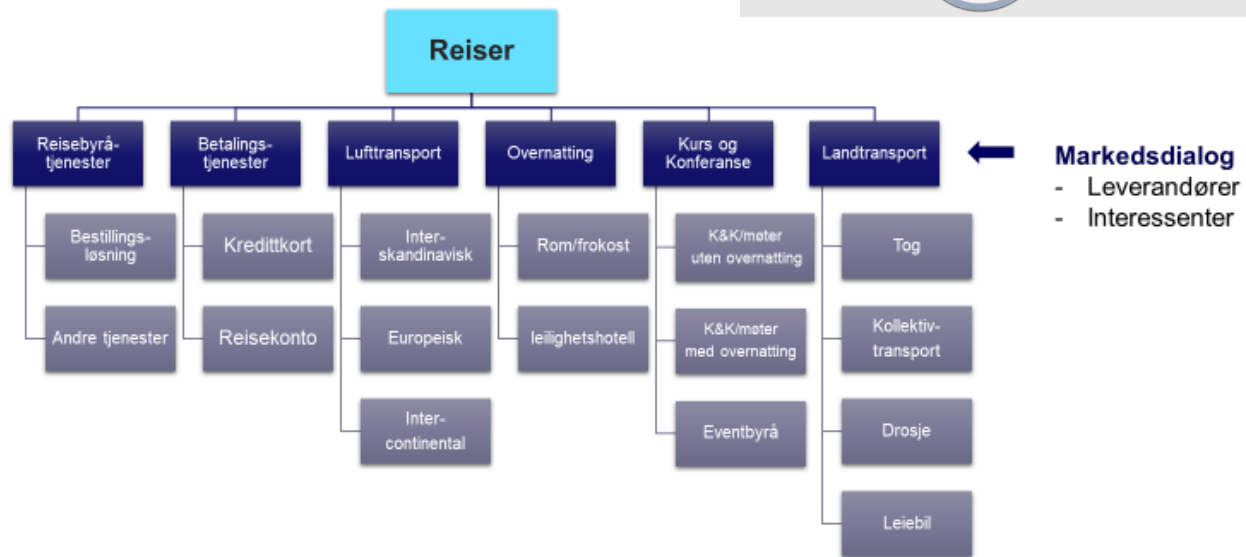 Reiser
Reisebyrå-
tjenester
Betalings-
tjenester
Lufttransport
Overnatting
Kurs og
Konferanse
Landtransport
Markedsdialog
- Leverandører
- Interessenter
Bestillings-
løsning
Kredittkort
Inter-
skandinavisk
Rom/frokost
K&K/møter
uten overnatting
Tog
Andre tjenester
Reisekonto
Europeisk
leilighetshotell
K&K/møter
med overnatting
Kollektiv-
transport
Inter-
continental
Eventbyrå
Drosje
Leiebil